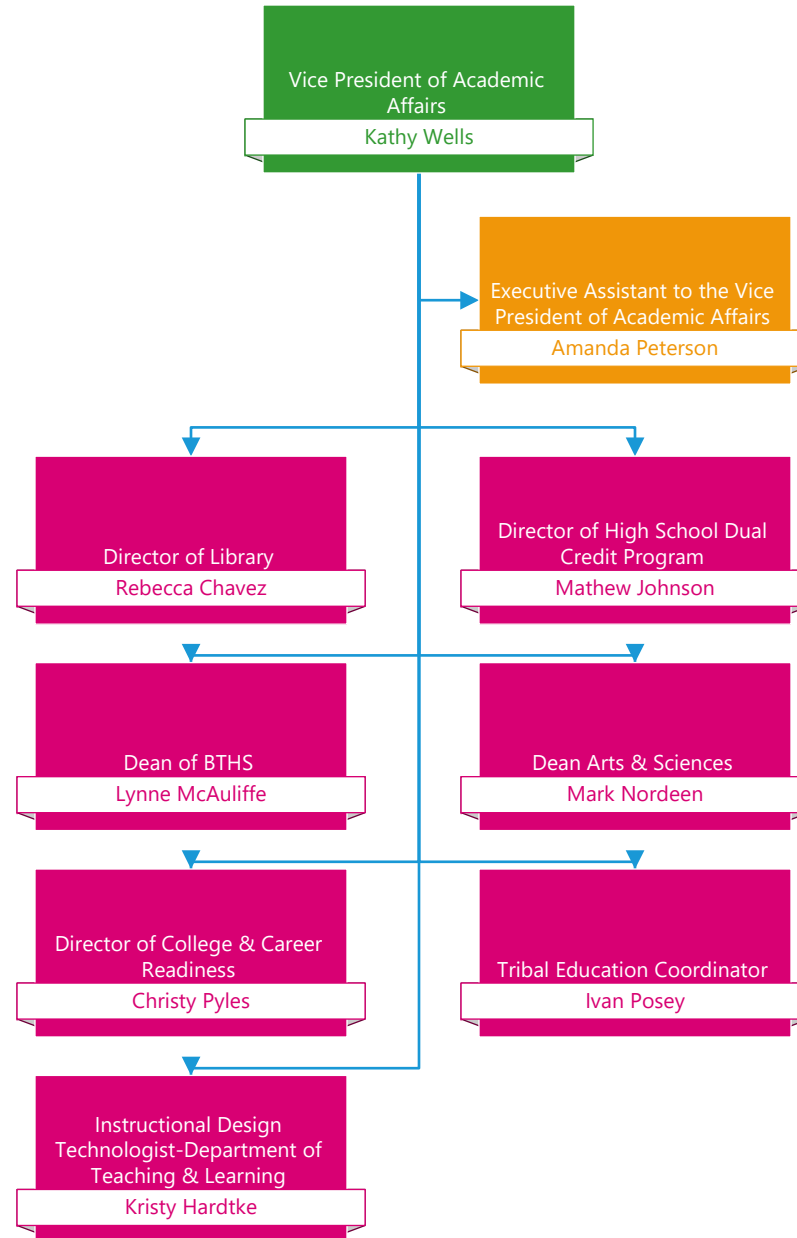 Vice President of Academic
Affairs
Kathy Wells
Executive Assistant to the Vice
President of Academic Affairs
Amanda Peterson
Director of Library
Rebecca Chavez
Director of High School Dual
Credit Program
Mathew Johnson
Dean of BTHS
Lynne McAuliffe
Dean Arts & Sciences
Mark Nordeen
Director of College & Career
Readiness
Christy Pyles
Tribal Education Coordinator
Ivan Posey
Instructional Design
Technologist-Department of
Teaching & Learning
Kristy Hardtke